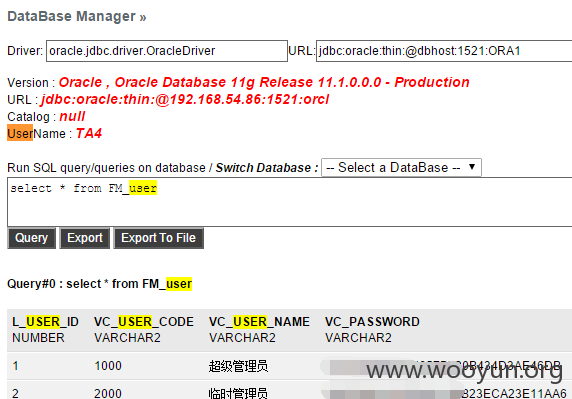 DataBase Manager »
Driver: oracle.jdbc.driver.OracleDriver URL: jdbc:oracle:thin:@dbhost:1521:ORA1
Version : Oracle , Oracle Database 11g Release 11.1.0.0.0 - Production
URL : jdbc:oracle:thin:@192.168.54.86:1521:orcl
Catalog : null
UserName : TA4
Run SQL query/queries on database / Switch Database : -- Select a DataBase --
select * from FM_user
Query Export Export To File
Query#0 : select * from FM_user
L_USER_ID VC_USER_CODE VC_USER_NAME VC_PASSWORD
NUMBER VARCHAR2 VARCHAR2 VARCHAR2
1 1000 超级管理员
2 2000 临时管理员
www.wooyun.org